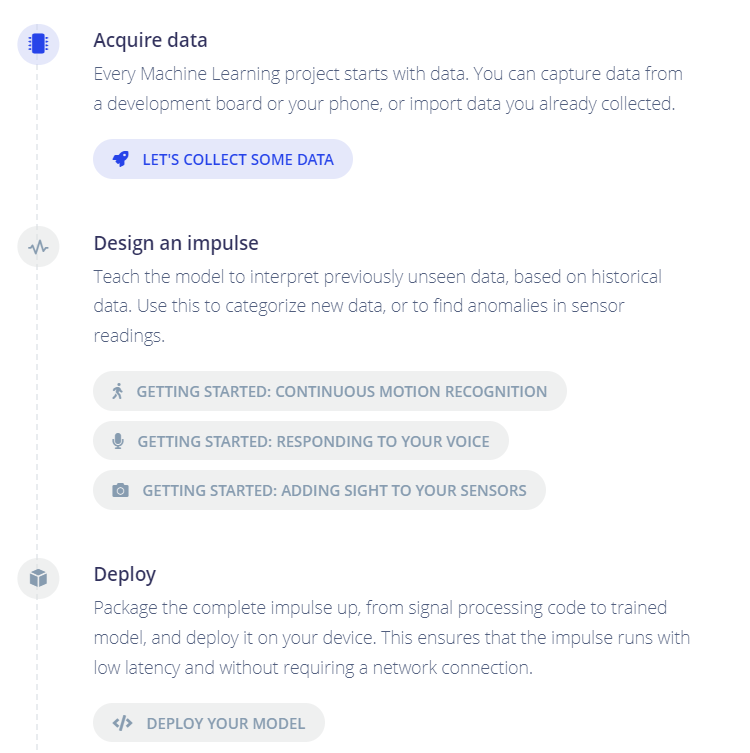 Acquire data
Every Machine Learning project starts with data. You can capture data from
a development board or your phone, or import data you already collected.
LET'S COLLECT SOME DATA
Design an impulse
Teach the model to interpret previously unseen data, based on historical
data. Use this to categorize new data, or to find anomalies in sensor
readings.
GETTING STARTED: CONTINUOUS MOTION RECOGNITION
GETTING STARTED: RESPONDING TO YOUR VOICE
GETTING STARTED: ADDING SIGHT TO YOUR SENSORS
Deploy
Package the complete impulse up, from signal processing code to trained
model, and deploy it on your device. This ensures that the impulse runs with
low latency and without requiring a network connection.
DEPLOY YOUR MODEL